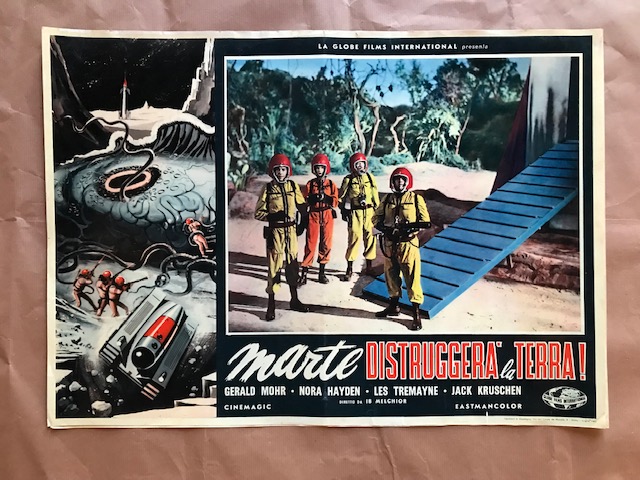 LA GLOBE FILMS INTERNATIONAL presenta
Marte DISTRUGGERÀ la TERRA!
GERALD MOHR · NORA HAYDEN · LES TREMAYNE · JACK KRUSCHEN
CINEMAGIC DIRETTO DA IB MELCHIOR EASTMANCOLOR